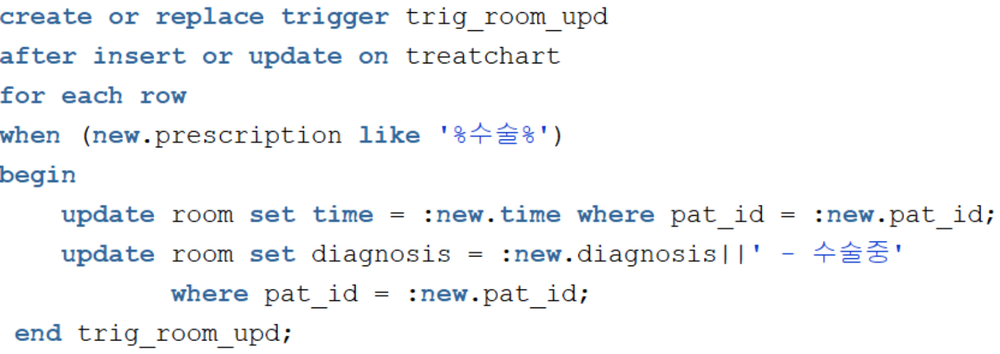 create or replace trigger trig_room_upd
after insert or update on treatchart
for each row
when (new.prescription like '%수술%')
begin
    update room set time = :new.time where pat_id = :new.pat_id;
    update room set diagnosis = :new.diagnosis||' - 수술중'
           where pat_id = :new.pat_id;
 end trig_room_upd;